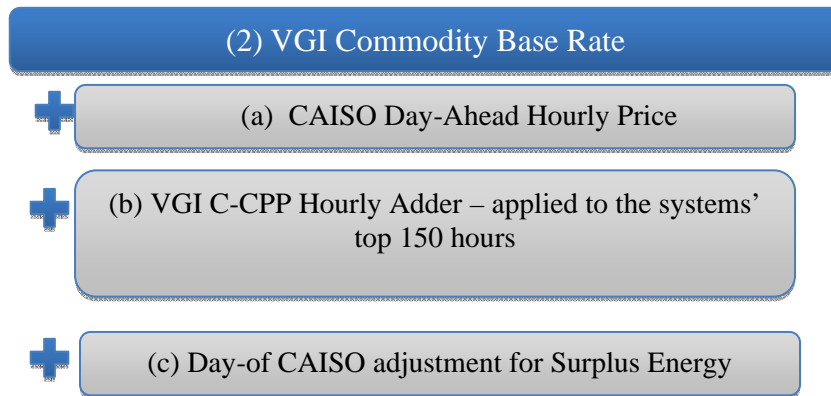 (2) VGI Commodity Base Rate
(a) CAISO Day-Ahead Hourly Price
(b) VGI C-CPP Hourly Adder – applied to the systems’
top 150 hours
(c) Day-of CAISO adjustment for Surplus Energy